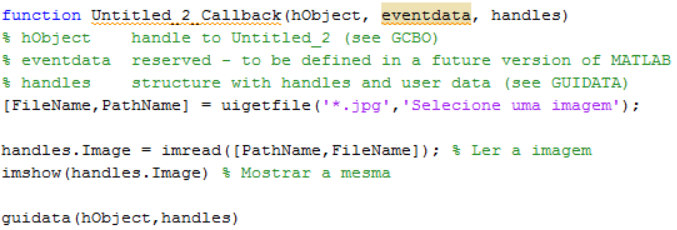 function Untitled_2_Callback(hObject, eventdata, handles)
% hObject    handle to Untitled_2 (see GCBO)
% eventdata  reserved - to be defined in a future version of MATLAB
% handles    structure with handles and user data (see GUIDATA)
[FileName,PathName] = uigetfile('*.jpg','Selecione uma imagem');
handles.Image = imread([PathName,FileName]); % Ler a imagem
imshow(handles.Image) % Mostrar a mesma
guidata(hObject,handles)